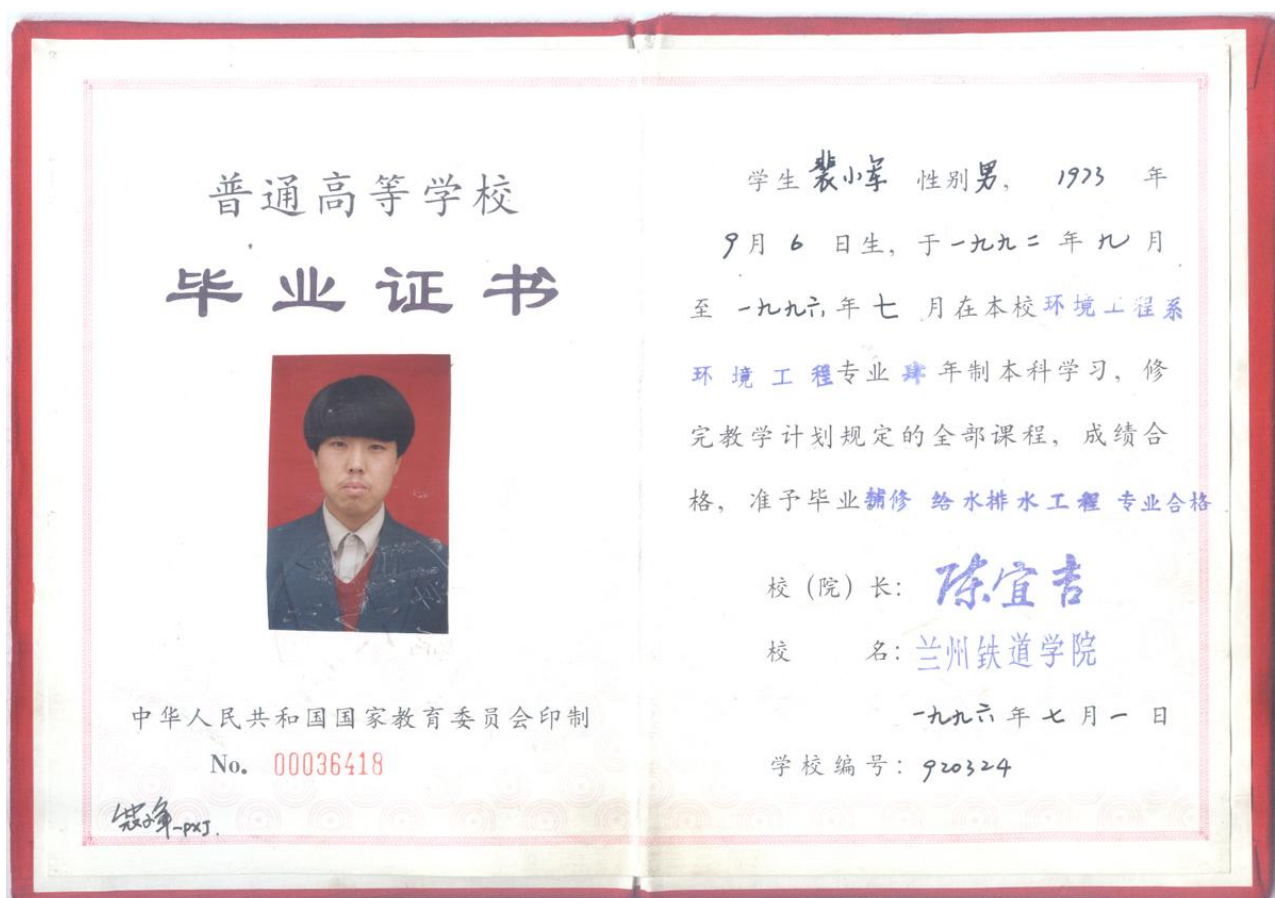 普通高等学校
毕业证书
中华人民共和国国家教育委员会印制
No. 00036418
学生裴小军 性别男, 1973 年
9月 6 日生, 于一九九二年九月
至一九九六年七月在本校环境工程系
环境工程专业肆年制本科学习, 修
完教学计划规定的全部课程, 成绩合
格, 准予毕业辅修 给水排水工程 专业合格
校(院)长: 陈宜吉
校 名: 兰州铁道学院
一九九六年七月一日
学校编号: 920324